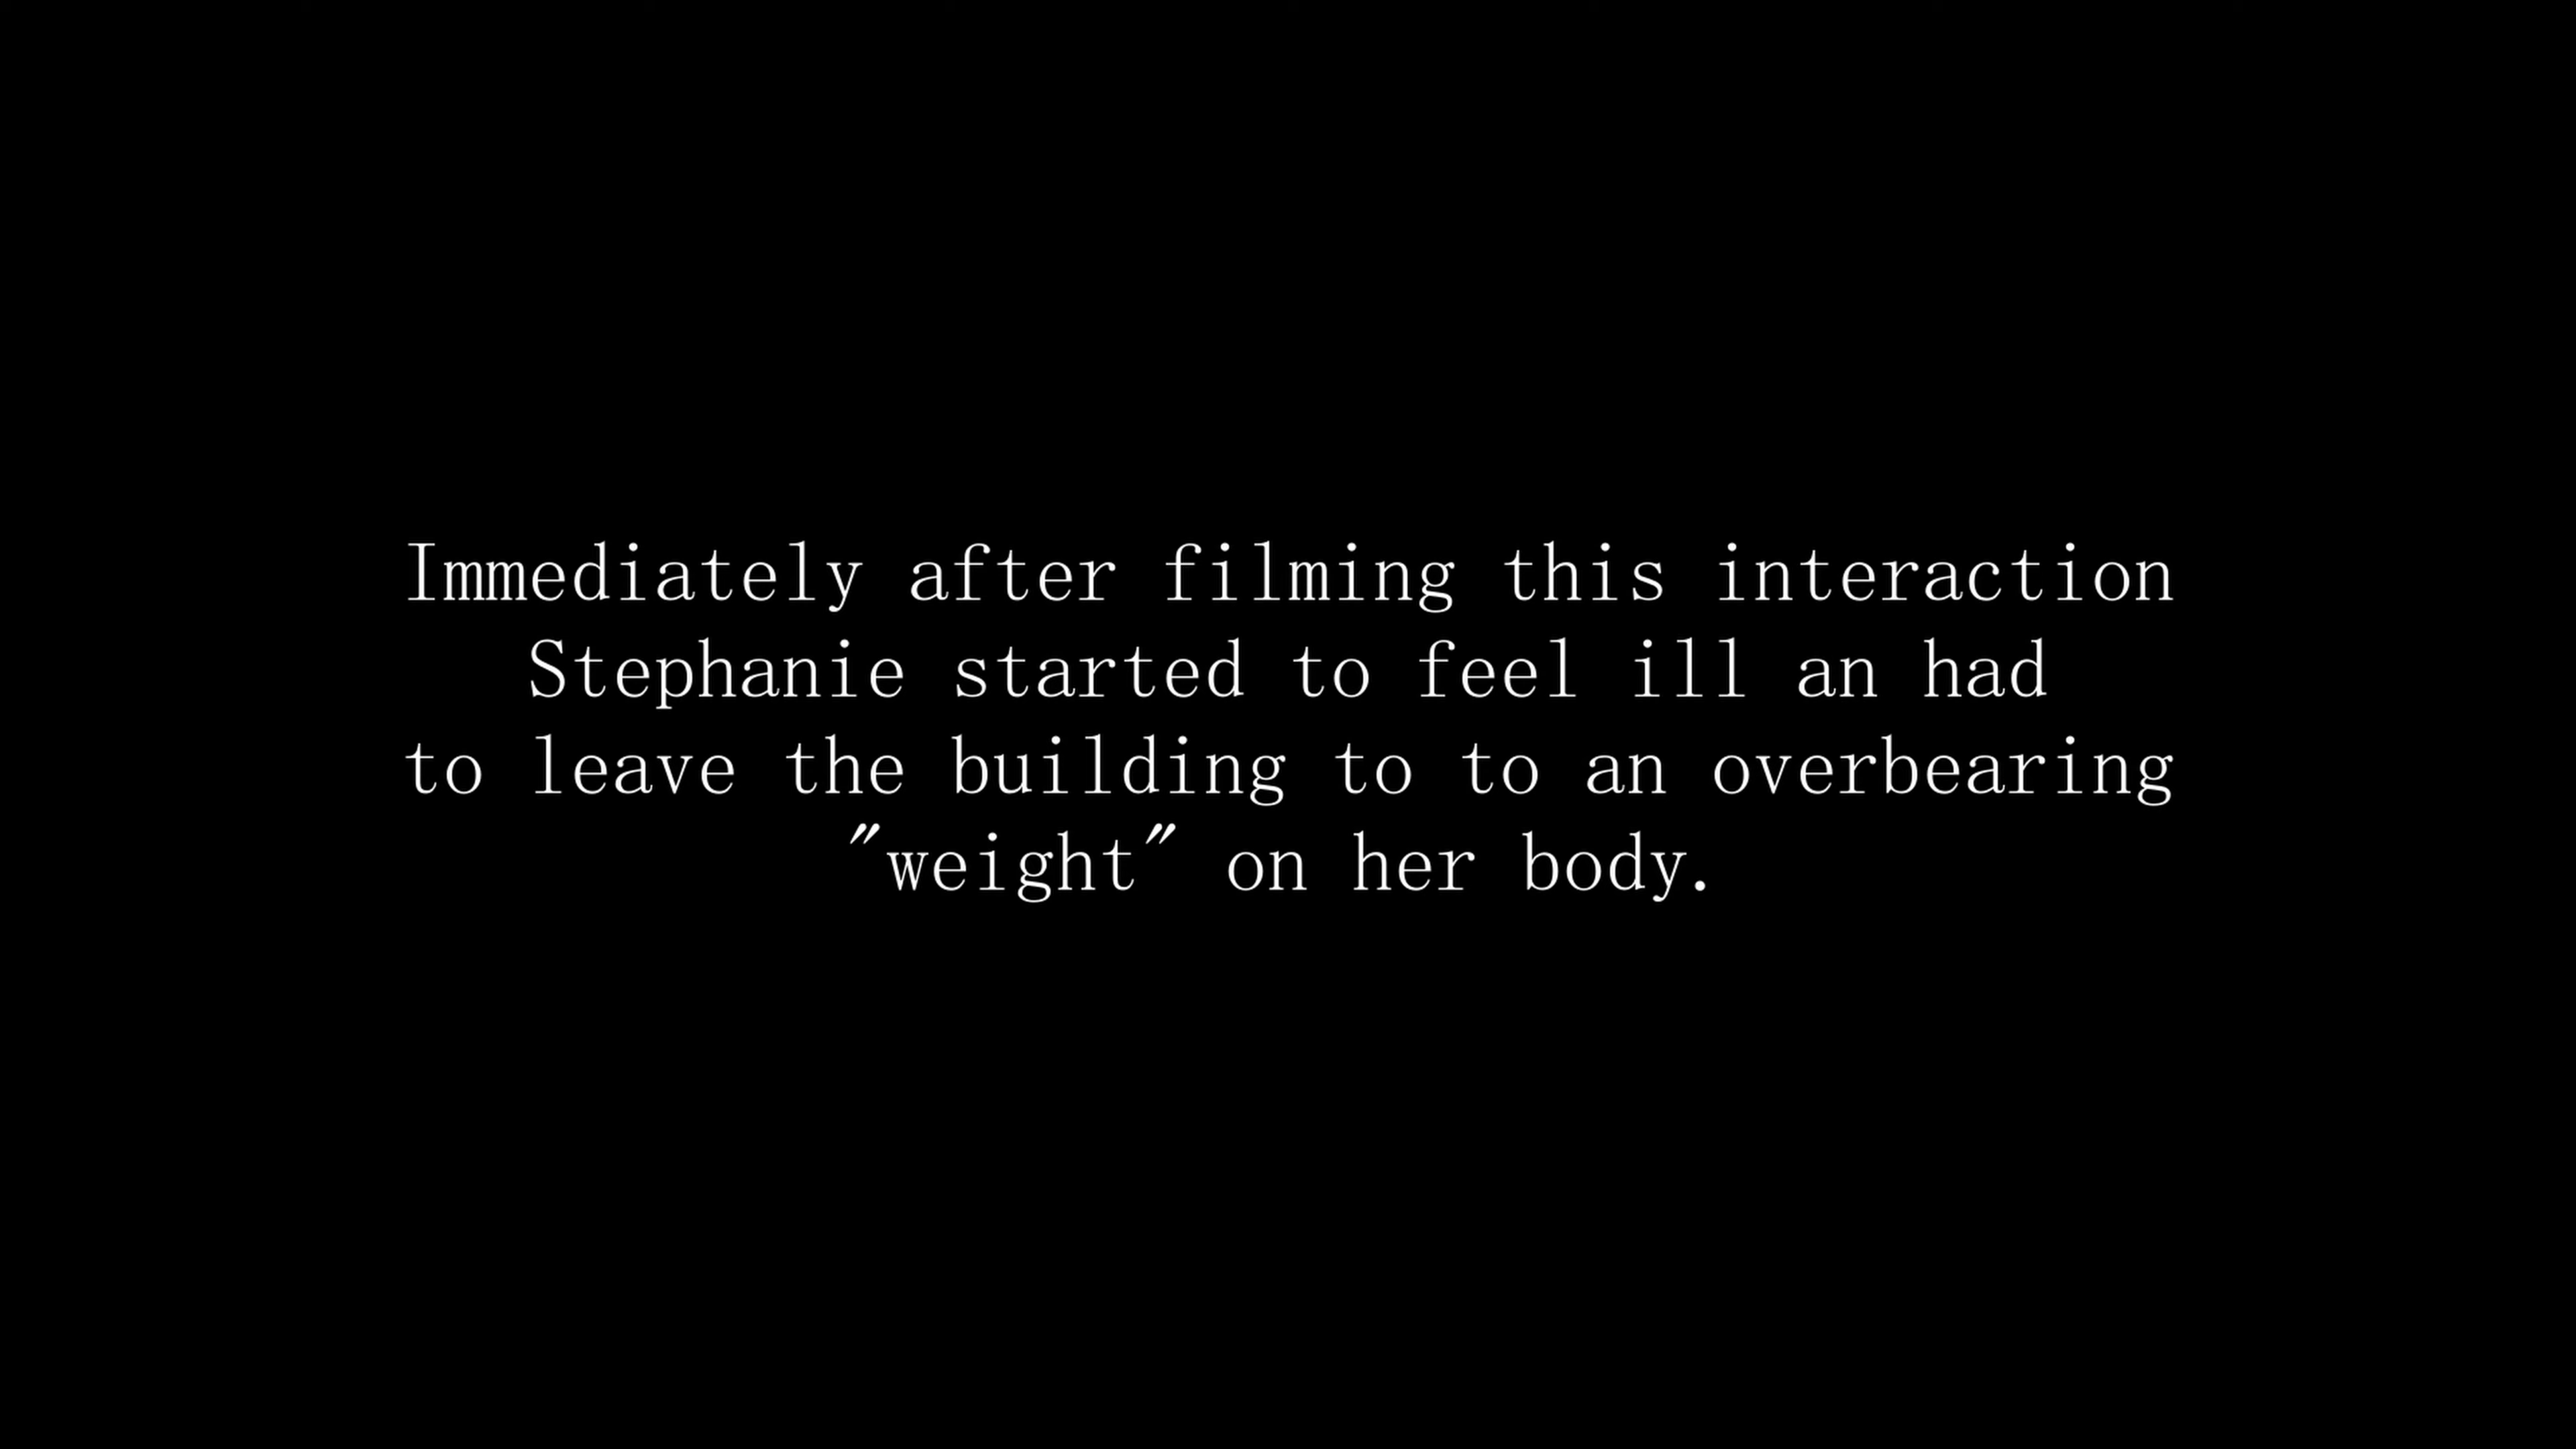 Immediately after filming this interaction
Stephanie started to feel ill an had
to leave the building to to an overbearing
"weight" on her body.